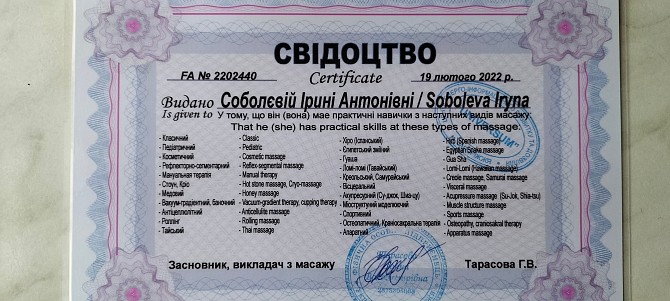 СВІДОЦТВО
FA № 2202440
Certificate
19 лютого 2022 р.
Видано Соболєвій Ірині Антонівні / Soboleva Iryna
Is given to У тому, що він (вона) має практичні навички з наступних видів масажу:
That he (she) has practical skills at these types of massage:
- Класичний
- Педіатричний
- Косметичний
- Рефлекторно-сегментарний
- Мануальна терапія
- Стоун, Кріо
- Медовий
- Вакуум-градієнтний, баночний
- Антицеллюлітний
- Роллінг
- Тайський
- Classic
- Pediatric
- Cosmetic massage
- Reflex-segmental massage
- Manual therapy
- Hot stone massage, Cryo-massage
- Honey massage
- Vacuum-gradient therapy, cupping therapy
- Anticellulite massage
- Rolling massage
- Thai massage
- Хіро (Іспанський)
- Єгипетський зміїний
- Гуаша
- Ломі-ломі (Гавайський)
- Креольський, Самурайський
- Вісцеральний
- Акупресурний (Су-джок, Шиа-су)
- Міоструктурний моделюючий
- Спортивний
- Остеопатичний, Краніосакральна терапія
- Апаратний
- (Spanish massage)
- Egyptian Snake massage
- Gua Sha
- Lomi-Lomi (Hawaiian massage)
- Creole massage, Samurai massage
- Visceral massage
- Acupressure massage (Su-Jok, Shia-tsu)
- Muscle structure massage
- Sports massage
- Osteopathy, craniosakral therapy
- Apparatus massage
Засновник, викладач з масажу
Тарасова Г.В.